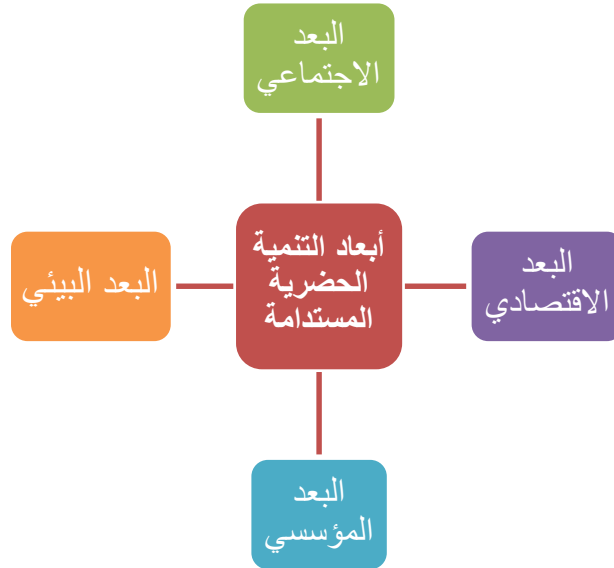 البعد
الاجتماعي
أبعاد التنمية
الحضرية
المستدامة
البعد
الاقتصادي
البعد البيئي
البعد
المؤسسي